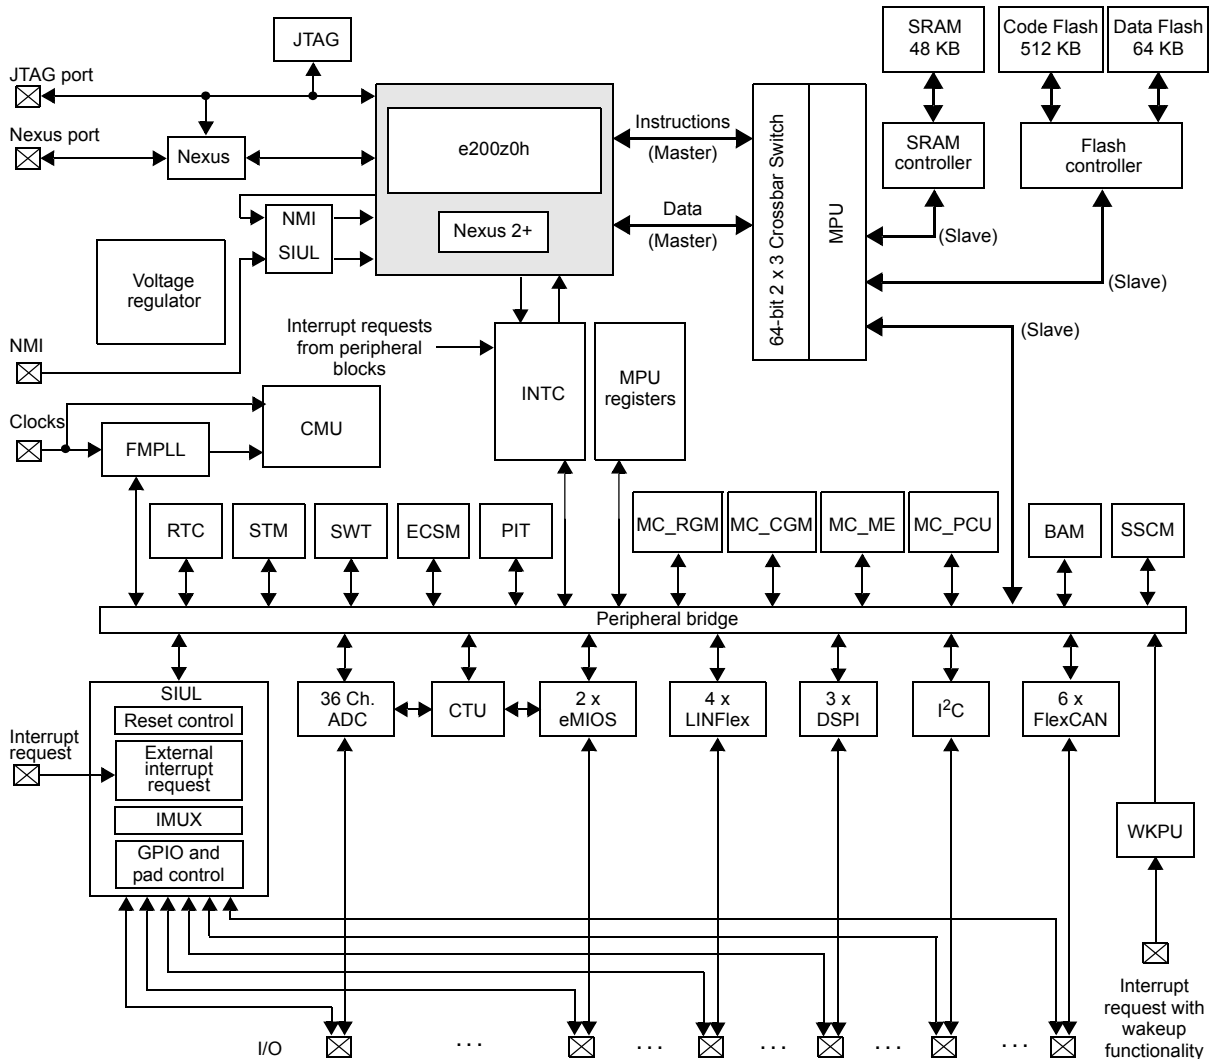 JTAG
SRAM
48 KB
Code Flash
512 KB
Data Flash
64 KB
JTAG port
Nexus port
Nexus
e200z0h
Nexus 2+
NMI
SIUL
Instructions
(Master)
Data
(Master)
64-bit 2 x 3 Crossbar Switch
MPU
SRAM
controller
Flash
controller
(Slave)
(Slave)
(Slave)
Voltage
regulator
NMI
Interrupt requests
from peripheral
blocks
INTC
MPU
registers
Clocks
FMPLL
CMU
RTC
STM
SWT
ECSM
PIT
MC_RGM
MC_CGM
MC_ME
MC_PCU
BAM
SSCM
Peripheral bridge
SIUL
Reset control
External
interrupt
request
IMUX
GPIO and
pad control
Interrupt
request
36 Ch.
ADC
CTU
2 x
eMIOS
4 x
LINFlex
3 x
DSPI
I²C
6 x
FlexCAN
WKPU
I/O
. . .
. . .
. . .
. . .
. . .
Interrupt
request with
wakeup
functionality